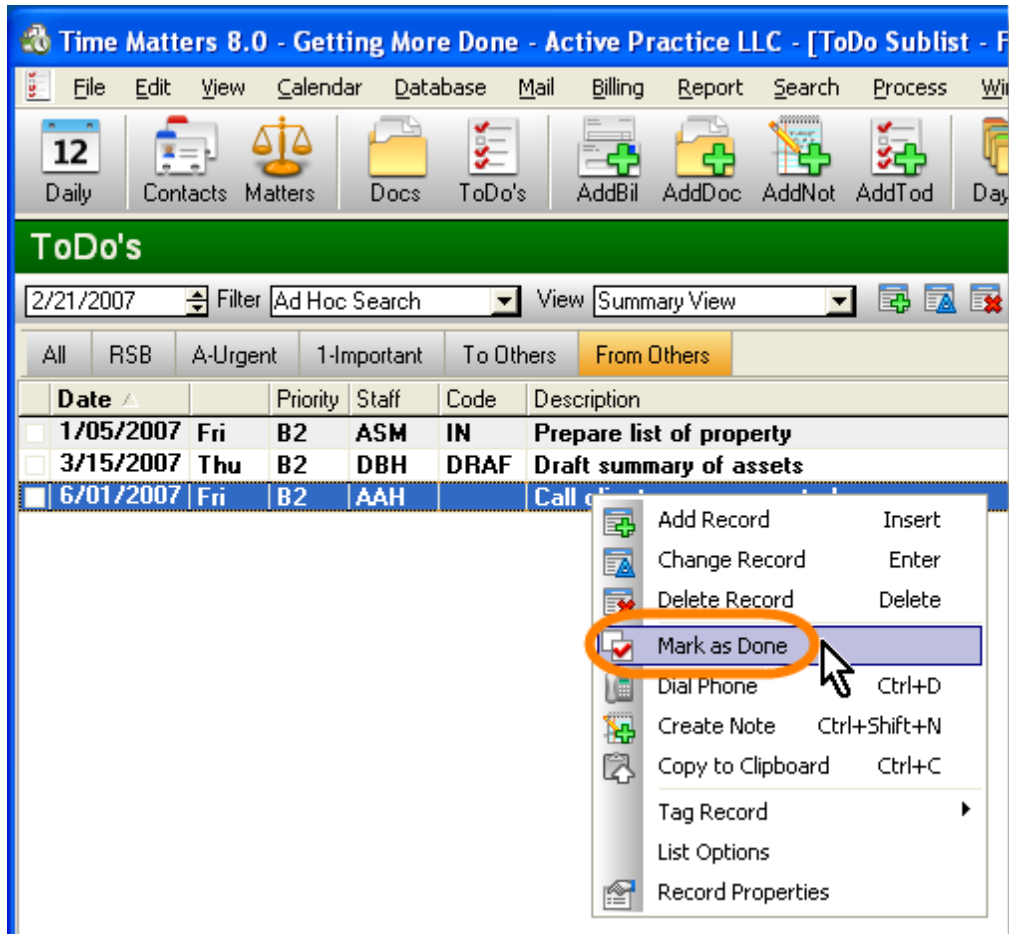 Time Matters 8.0 - Getting More Done - Active Practice LLC - [ToDo Sublist - F
File Edit View Calendar Database Mail Billing Report Search Process
12
Daily Contacts Matters Docs ToDo's AddBil AddDoc AddNot AddTod Day
ToDo's
2/21/2007 Filter Ad Hoc Search View Summary View
All RSB A-Urgent 1-Important To Others From Others
Date Priority Staff Code Description
1/05/2007 Fri B2 ASM IN Prepare list of property
3/15/2007 Thu B2 DBH DRAF Draft summary of assets
6/01/2007 Fri B2 AAH Call
Add Record Insert
Change Record Enter
Delete Record Delete
Mark as Done
Dial Phone Ctrl+D
Create Note Ctrl+Shift+N
Copy to Clipboard Ctrl+C
Tag Record
List Options
Record Properties